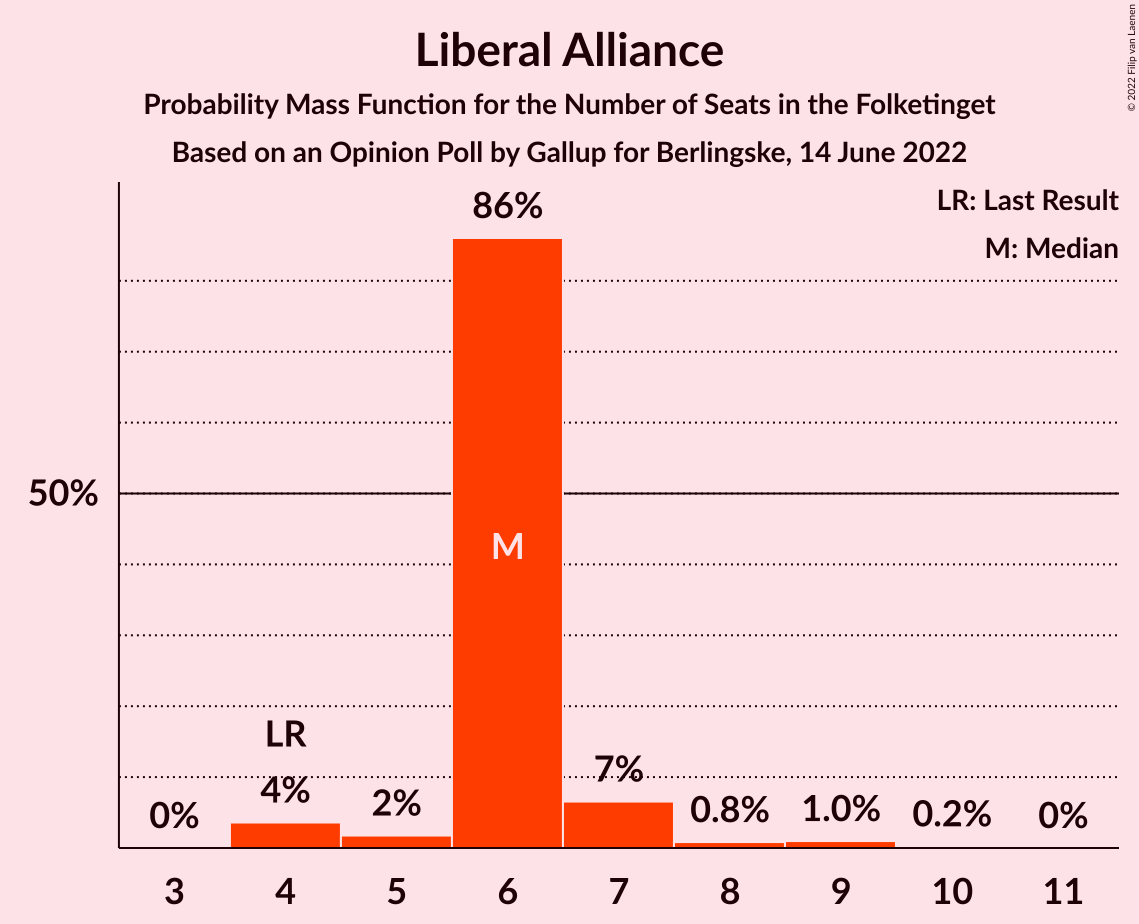 Liberal Alliance
Probability Mass Function for the Number of Seats in the Folketinget
Based on an Opinion Poll by Gallup for Berlingske, 14 June 2022
© 2022 Filip van Laenen
LR: Last Result
M: Median
86%
50%
M
LR
0%
4%
2%
7%
0.8%
1.0%
0.2%
0%
3 4 5 6 7 8 9 10 11